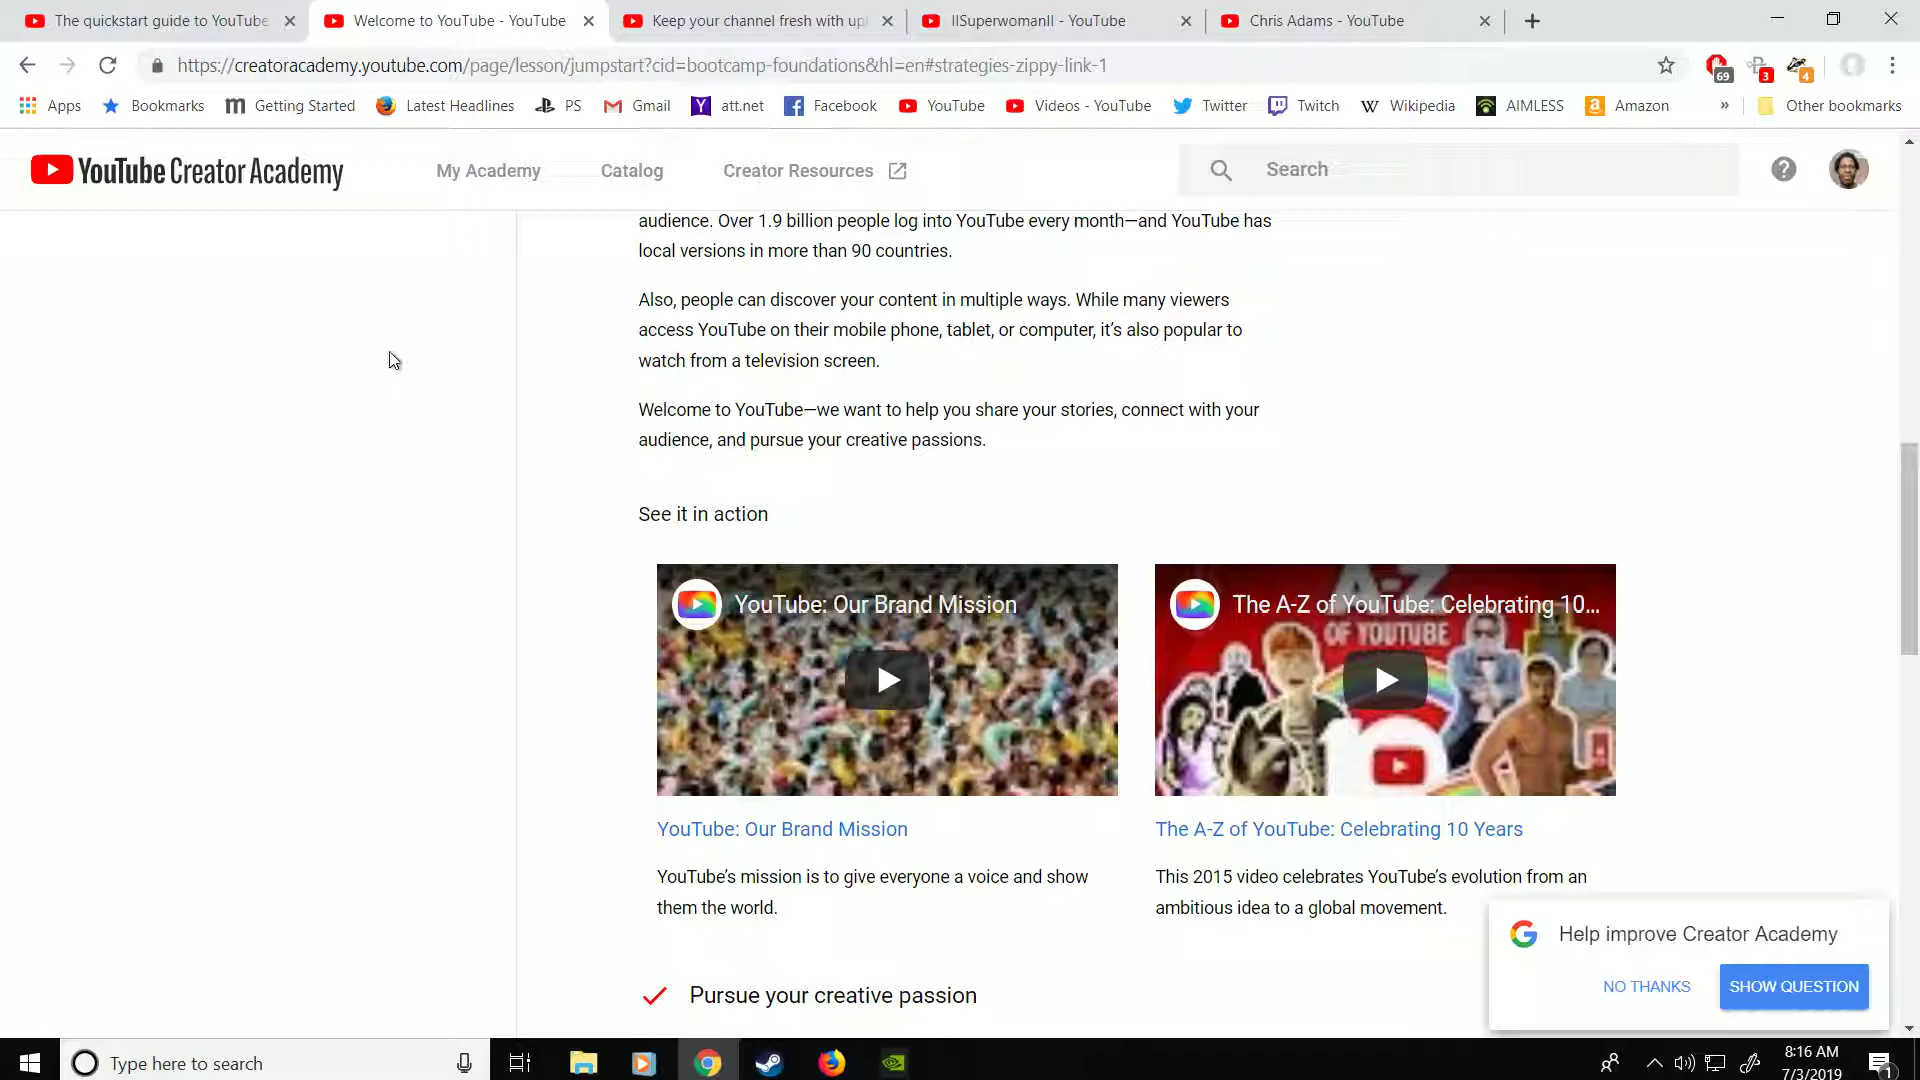 The quickstart guide to YouTube
Welcome to YouTube - YouTube
Keep your channel fresh with upl
IISuperwomanII - YouTube
Chris Adams - YouTube
https://creatoracademy.youtube.com/page/lesson/jumpstart?cid=bootcamp-foundations&hl=en#strategies-zippy-link-1
69
3
4
Apps
Bookmarks
Getting Started
Latest Headlines
PS
Gmail
att.net
Facebook
YouTube
Videos - YouTube
Twitter
Twitch
Wikipedia
AIMLESS
Amazon
»
Other bookmarks
YouTube Creator Academy
My Academy
Catalog
Creator Resources
Search
audience. Over 1.9 billion people log into YouTube every month—and YouTube has
local versions in more than 90 countries.
Also, people can discover your content in multiple ways. While many viewers
access YouTube on their mobile phone, tablet, or computer, it’s also popular to
watch from a television screen.
Welcome to YouTube—we want to help you share your stories, connect with your
audience, and pursue your creative passions.
See it in action
YouTube: Our Brand Mission
The A-Z of YouTube: Celebrating 10...
A-Z
OF YOUTUBE
YouTube: Our Brand Mission
The A-Z of YouTube: Celebrating 10 Years
YouTube’s mission is to give everyone a voice and show
them the world.
This 2015 video celebrates YouTube’s evolution from an
ambitious idea to a global movement.
Help improve Creator Academy
NO THANKS
SHOW QUESTION
Pursue your creative passion
Type here to search
8:16 AM
7/3/2019
1